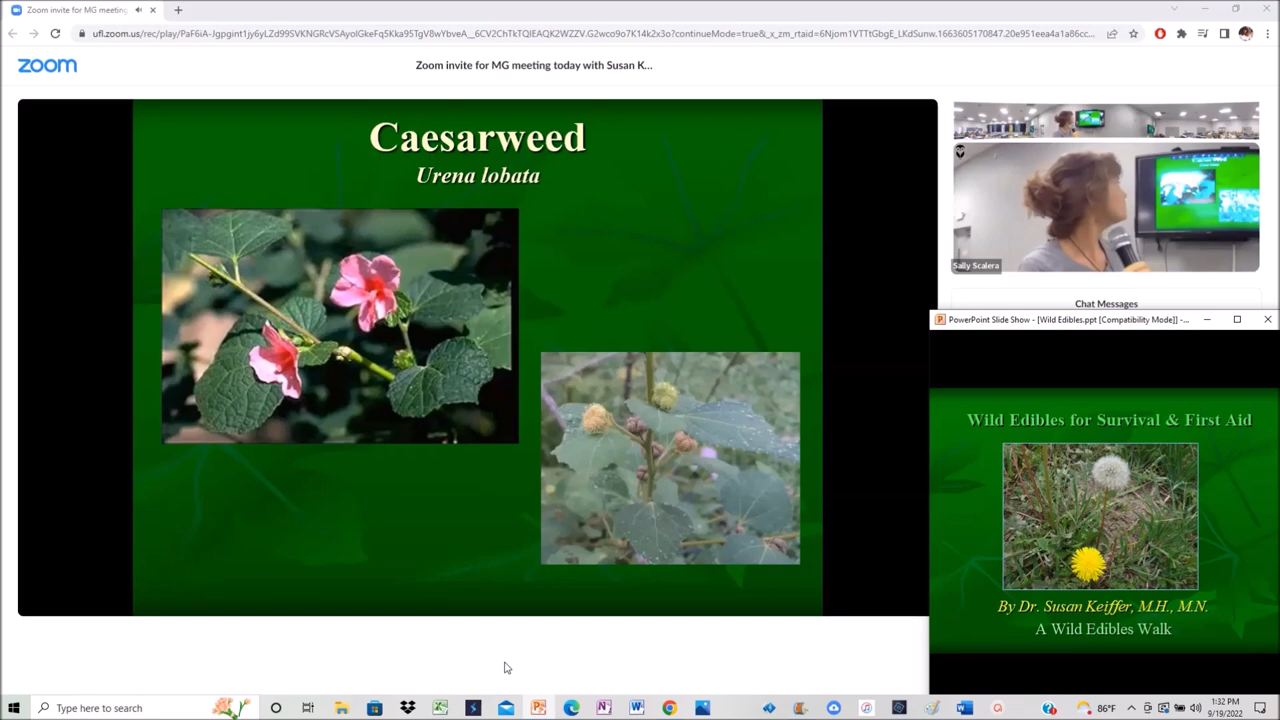 Zoom invite for MG meeting
ufl.zoom.us/rec/play/PaF6iA-Jgpgint1jy6yLZd99SVKNGRcVSAyolGkeFq5Kka95TgV8wYbveA__6CV2ChTkTQIEAQK2WZZV.G2wco9o7K14k2x3o?continueMode=true&_x_zm_rtaid=6Njom1VTTtGbgE_LKdSunw.1663605170847.20e951eea4a1a86cc...
zoom
Zoom invite for MG meeting today with Susan K...
Caesarweed
Urena lobata
Sally Scalera
Chat Messages
PowerPoint Slide Show - [Wild Edibles.ppt [Compatibility Mode]] -...
Wild Edibles for Survival & First Aid
By Dr. Susan Keiffer, M.H., M.N.
A Wild Edibles Walk
Type here to search
86°F
1:32 PM
9/19/2022